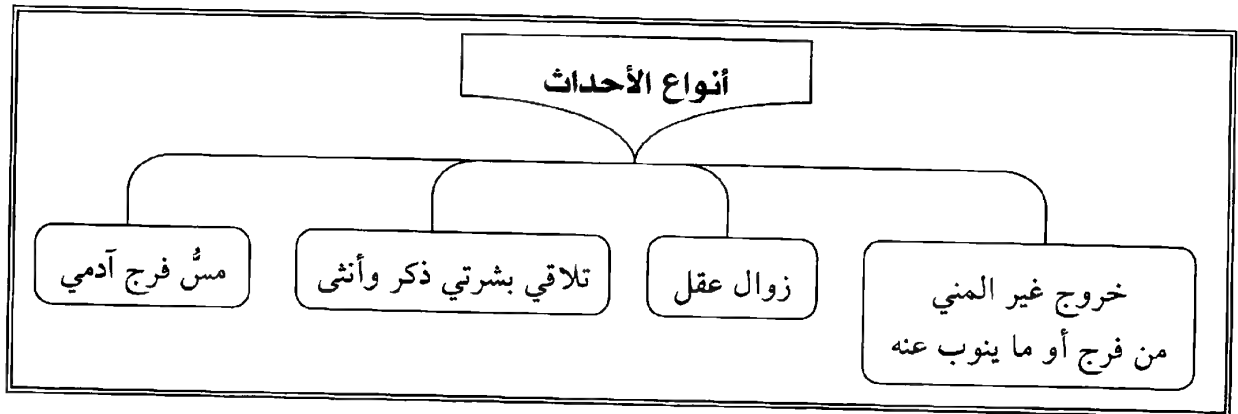 أنواع الأحداث
خروج غير المني
من فرج أو ما ينوب عنه
زوال عقل
تلاقي بشرتي ذكر وأنثى
مسُّ فرج آدمي